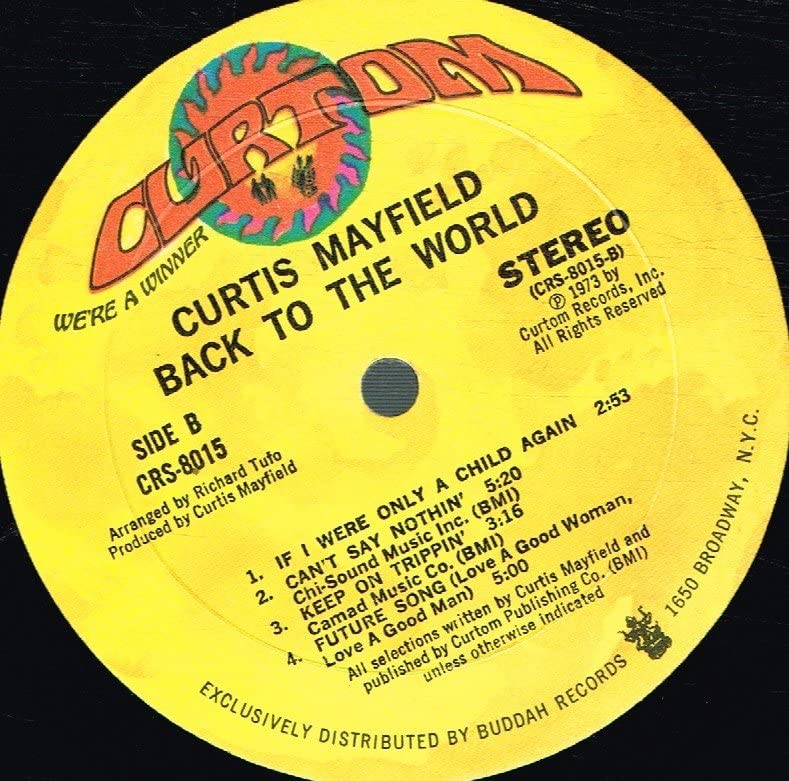 CURTOM
WE'RE A WINNER
CURTIS MAYFIELD
BACK TO THE WORLD
STEREO
(CRS-8015-B)
Ⓟ 1973 by
Curtom Records, Inc.
All Rights Reserved
SIDE B
CRS-8015
Arranged by Richard Tufo
Produced by Curtis Mayfield
1. IF I WERE ONLY A CHILD AGAIN 2:53
2. CAN'T SAY NOTHIN' 5:20
Chi-Sound Music Inc. (BMI)
3. KEEP ON TRIPPIN' 3:16
Camad Music Co. (BMI)
4. FUTURE SONG (Love A Good Woman,
Love A Good Man) 5:00
All selections written by Curtis Mayfield and
published by Curtom Publishing Co. (BMI)
unless otherwise indicated
EXCLUSIVELY DISTRIBUTED BY BUDDAH RECORDS 1650 BROADWAY, N.Y.C.